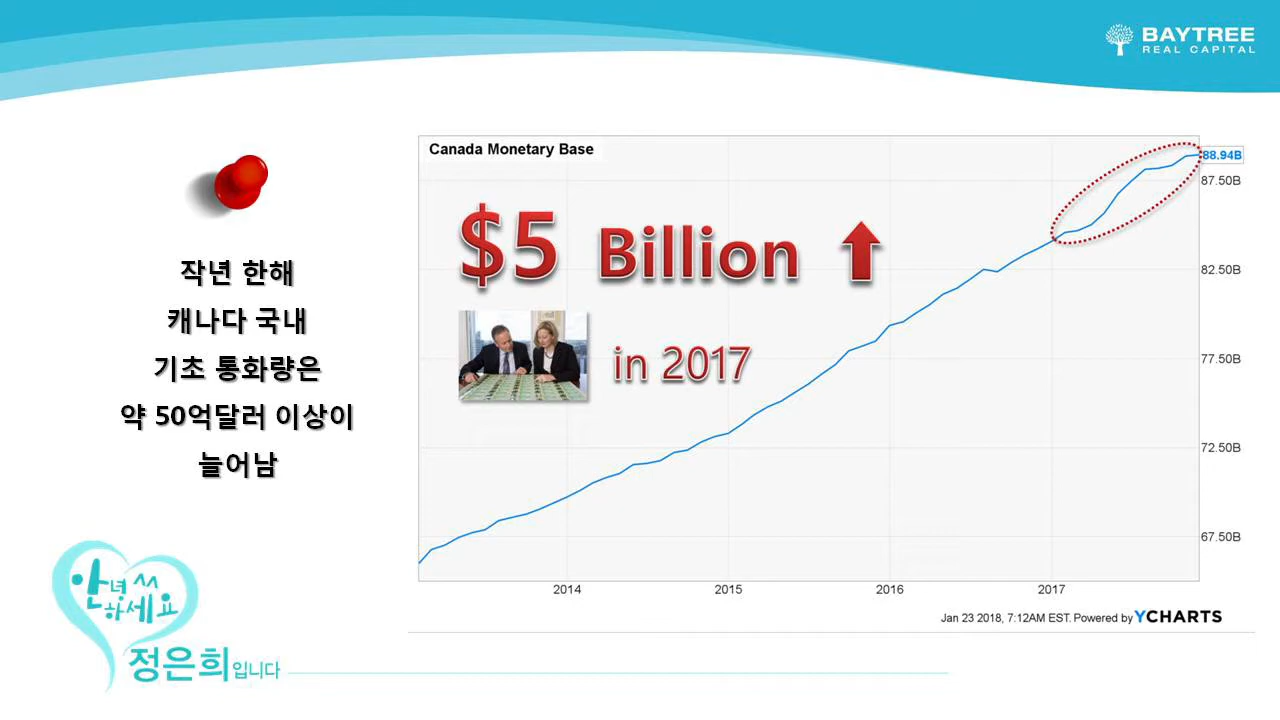 BAYTREE
REAL CAPITAL
작년 한해
캐나다 국내
기초 통화량은
약 50억달러 이상이
늘어남
Canada Monetary Base
$5 Billion
in 2017
88.94B
87.50B
82.50B
77.50B
72.50B
67.50B
2014 2015 2016 2017
Jan 23 2018, 7:12AM EST. Powered by YCHARTS
안녕 ^^
하세요
정은희입니다